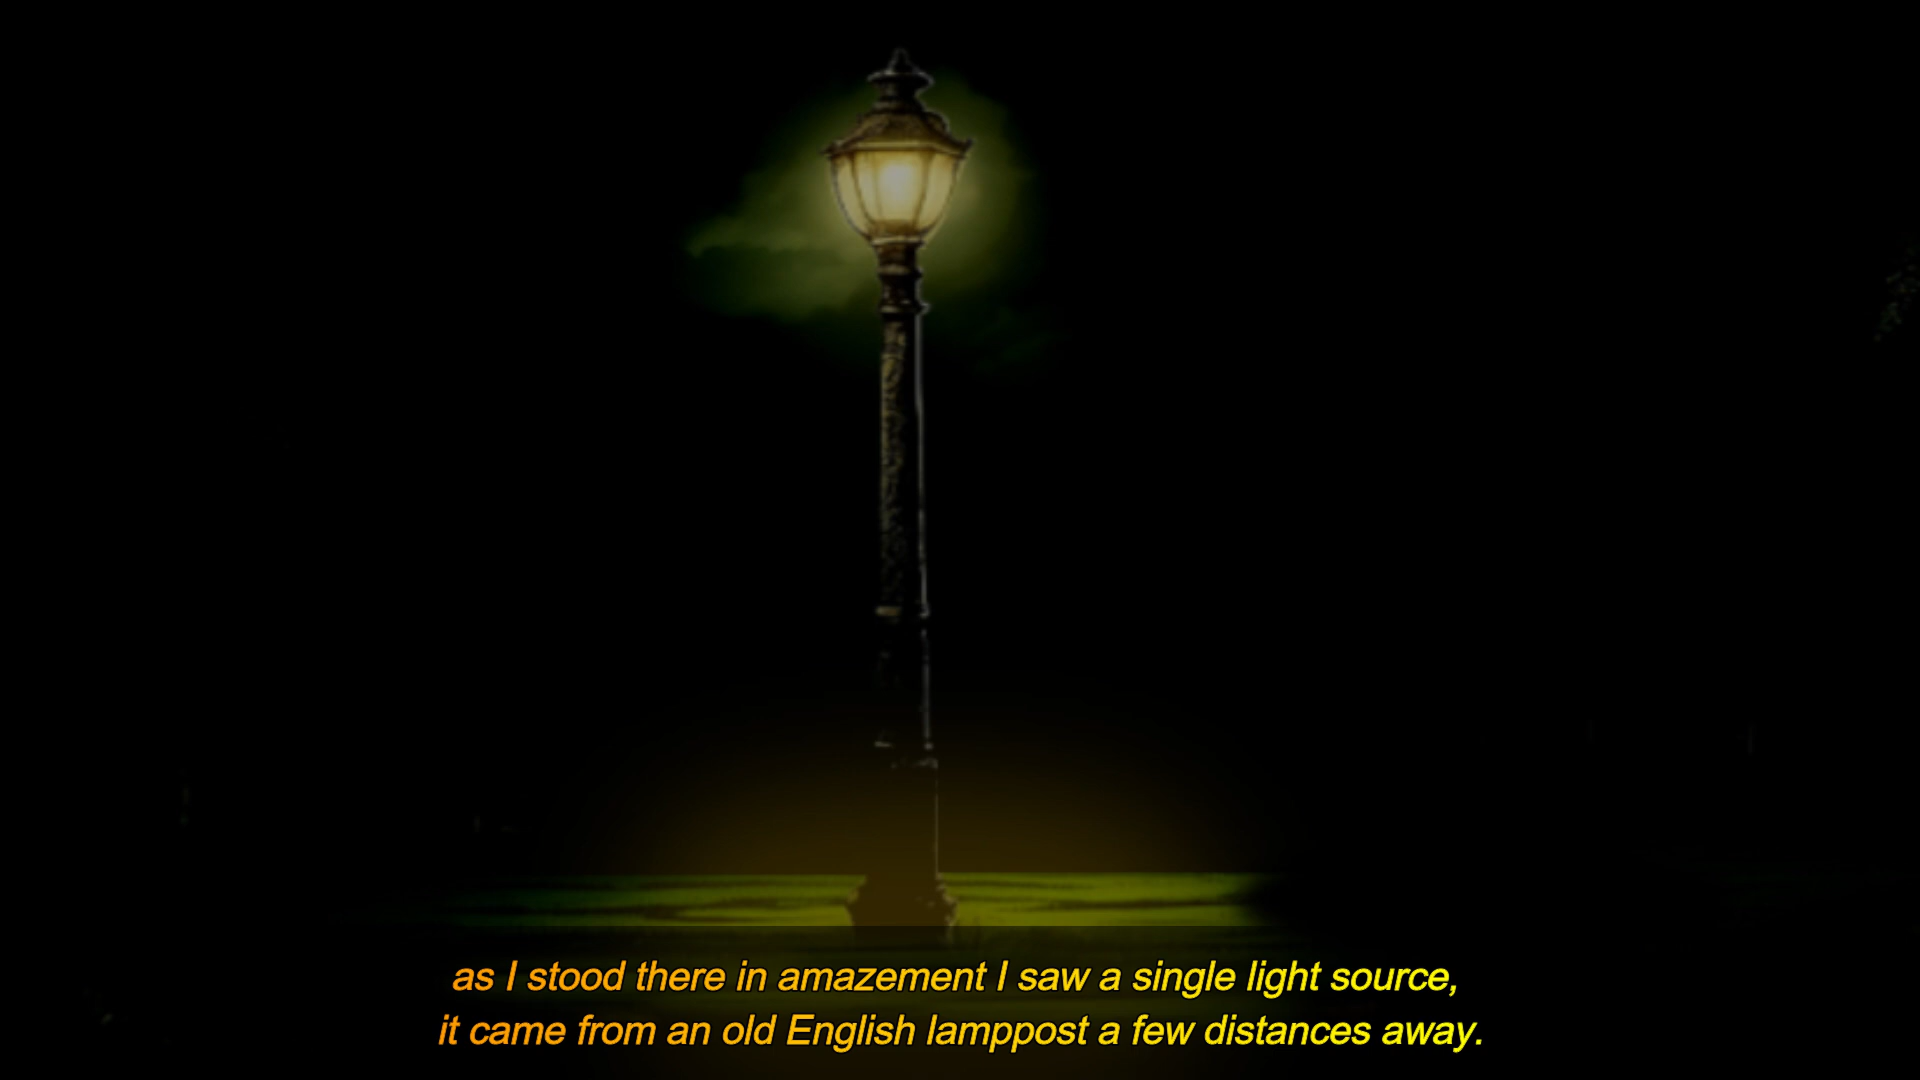 as I stood there in amazement I saw a single light source,
it came from an old English lamppost a few distances away.